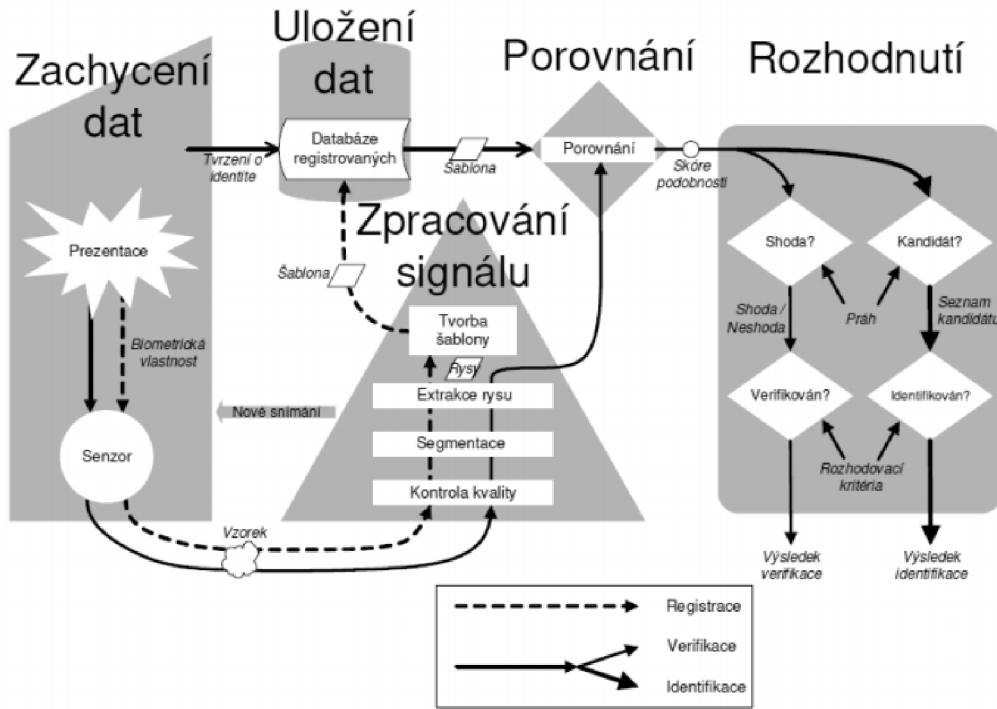 Zachycení
dat
Uložení
dat
Porovnání
Rozhodnutí
Tvrzení o
identite
Databáze
registrovaných
Šablona
Porovnání
Skóre
podobnosti
Prezentace
Biometrická
vlastnost
Senzor
Vzorek
Zpracování
signálu
Šablona
Tvorba
šablony
Rysy
Extrakce rysu
Segmentace
Kontrola kvality
Nové snímání
Shoda?
Kandidát?
Shoda /
Neshoda
Práh
Seznam
kandidátu
Verifikován?
Identifikován?
Rozhodovací
kritéria
Výsledek
verifikace
Výsledek
identifikace
Registrace
Verifikace
Identifikace